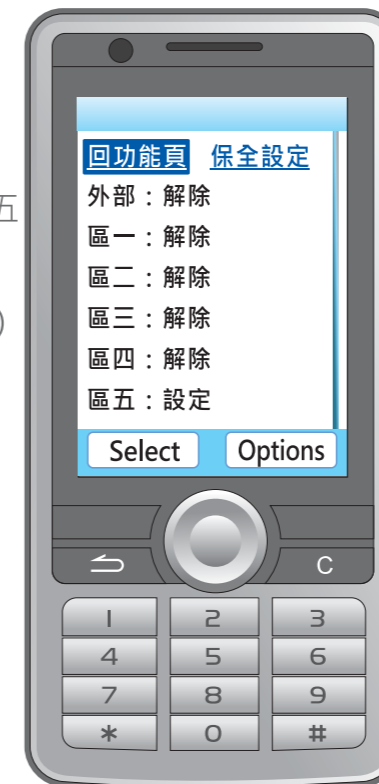 五
)
回功能頁 保全設定
外部：解除
區一：解除
區二：解除
區三：解除
區四：解除
區五：設定
Select Options
C
1 2 3
4 5 6
7 8 9
* 0 #